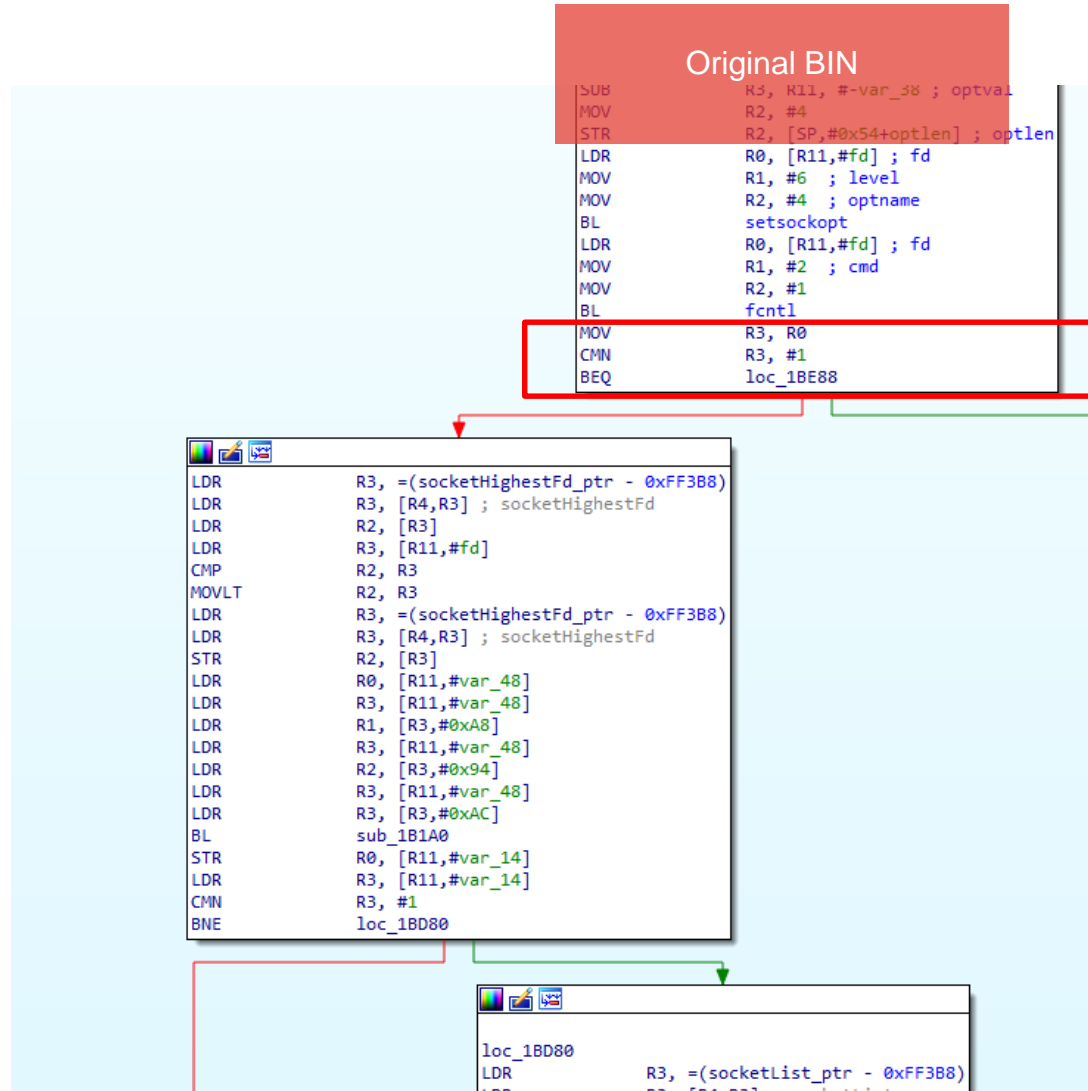 Original BIN
SUB R3, R11, #-var_38 ; optval
MOV R2, #4
STR R2, [SP,#0x54+optlen] ; optlen
LDR R0, [R11,#fd] ; fd
MOV R1, #6 ; level
MOV R2, #4 ; optname
BL setsockopt
LDR R0, [R11,#fd] ; fd
MOV R1, #2 ; cmd
MOV R2, #1
BL fcntl
MOV R3, R0
CMN R3, #1
BEQ loc_1BE88
LDR R3, =(socketHighestFd_ptr - 0xFF3B8)
LDR R3, [R4,R3] ; socketHighestFd
LDR R2, [R3]
LDR R3, [R11,#fd]
CMP R2, R3
MOVLT R2, R3
LDR R3, =(socketHighestFd_ptr - 0xFF3B8)
LDR R3, [R4,R3] ; socketHighestFd
STR R2, [R3]
LDR R0, [R11,#var_48]
LDR R3, [R11,#var_48]
LDR R1, [R3,#0xA8]
LDR R3, [R11,#var_48]
LDR R2, [R3,#0x94]
LDR R3, [R11,#var_48]
LDR R3, [R3,#0xAC]
BL sub_1B1A0
STR R0, [R11,#var_14]
LDR R3, [R11,#var_14]
CMN R3, #1
BNE loc_1BD80
loc_1BD80
LDR R3, =(socketList_ptr - 0xFF3B8)